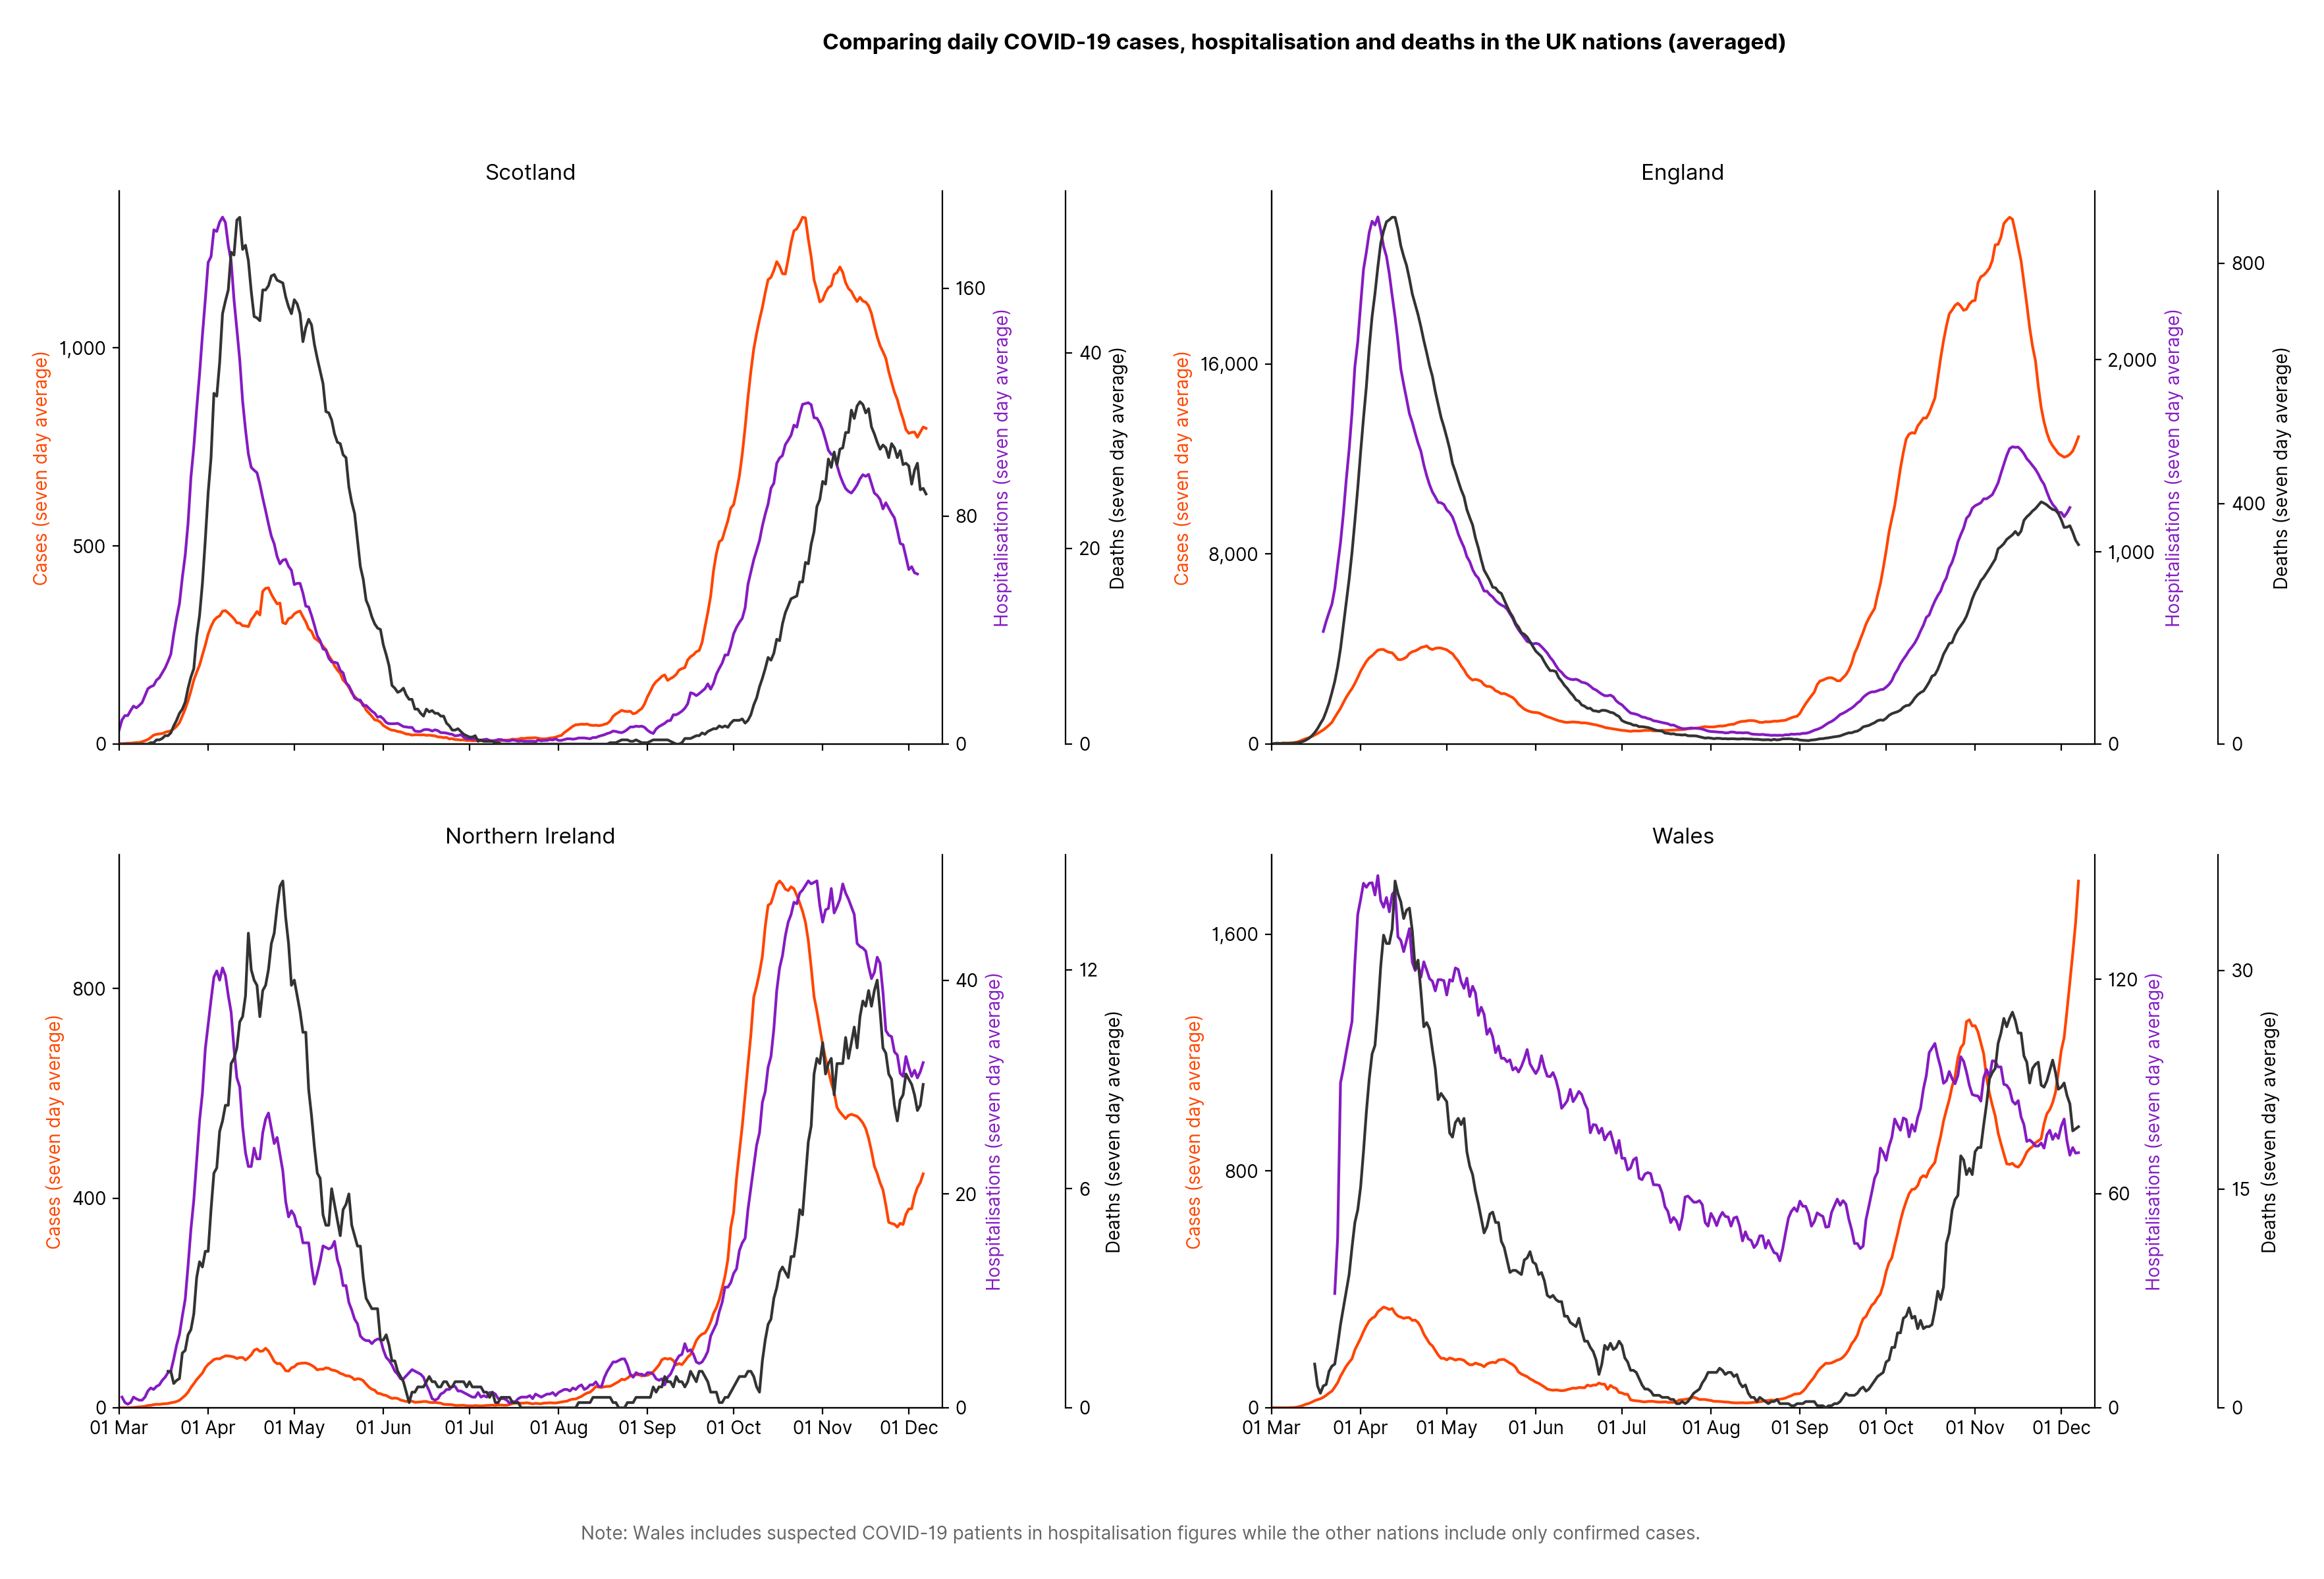 Comparing daily COVID-19 cases, hospitalisation and deaths in the UK nations (averaged)
Scotland
Cases (seven day average)
1,000
500
0
160
80
0
Hospitalisations (seven day average)
40
20
0
Deaths (seven day average)
England
Cases (seven day average)
16,000
8,000
0
2,000
1,000
0
Hospitalisations (seven day average)
800
400
0
Deaths (seven day average)
Northern Ireland
Cases (seven day average)
800
400
0
40
20
0
Hospitalisations (seven day average)
12
6
0
Deaths (seven day average)
01 Mar 01 Apr 01 May 01 Jun 01 Jul 01 Aug 01 Sep 01 Oct 01 Nov 01 Dec
Wales
Cases (seven day average)
1,600
800
0
120
60
0
Hospitalisations (seven day average)
30
15
0
Deaths (seven day average)
01 Mar 01 Apr 01 May 01 Jun 01 Jul 01 Aug 01 Sep 01 Oct 01 Nov 01 Dec
Note: Wales includes suspected COVID-19 patients in hospitalisation figures while the other nations include only confirmed cases.